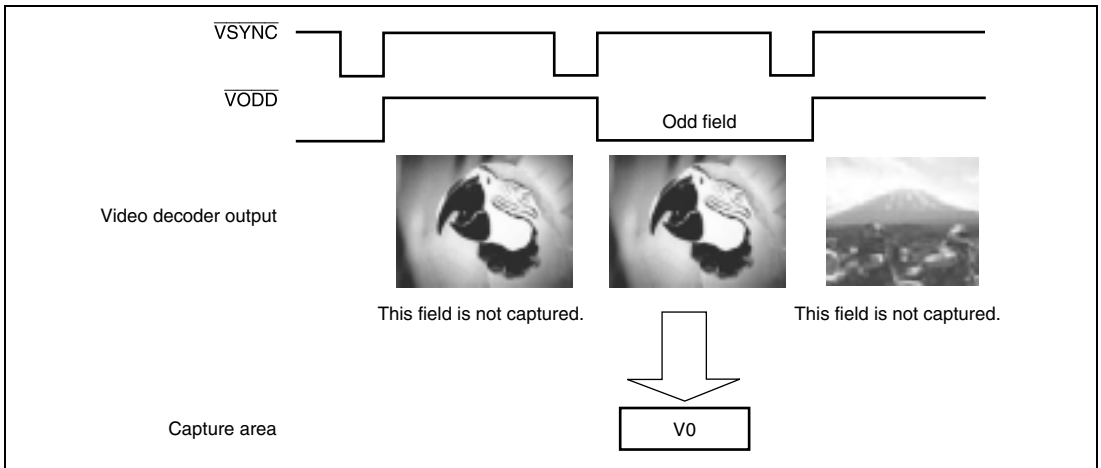 VSYNC
VODD
Odd field
Video decoder output
This field is not captured.
This field is not captured.
Capture area
V0